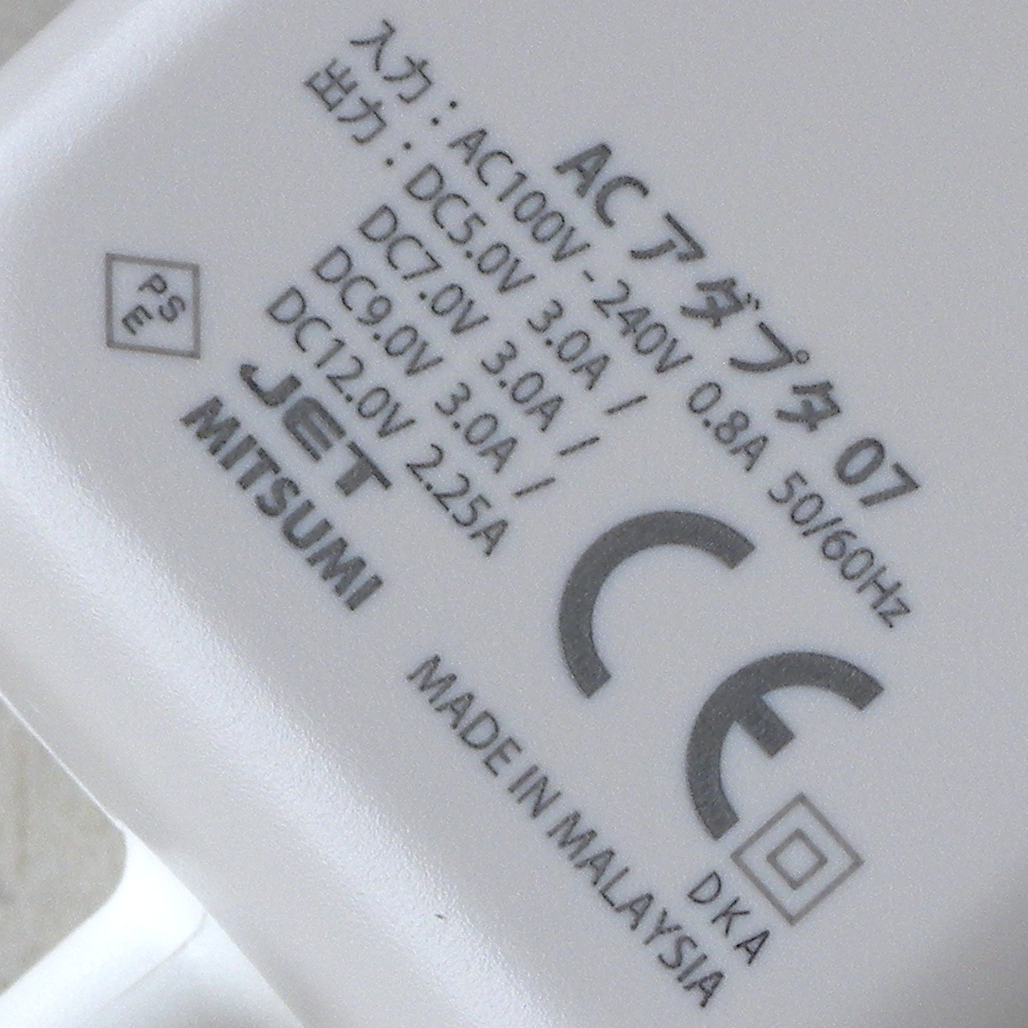 AC アダプタ 07
入力：AC100V - 240V 0.8A 50/60Hz
出力：DC5.0V 3.0A /
DC7.0V 3.0A /
DC9.0V 3.0A /
DC12.0V 2.25A
PS
E
JET
MITSUMI
CE
DKA
MADE IN MALAYSIA